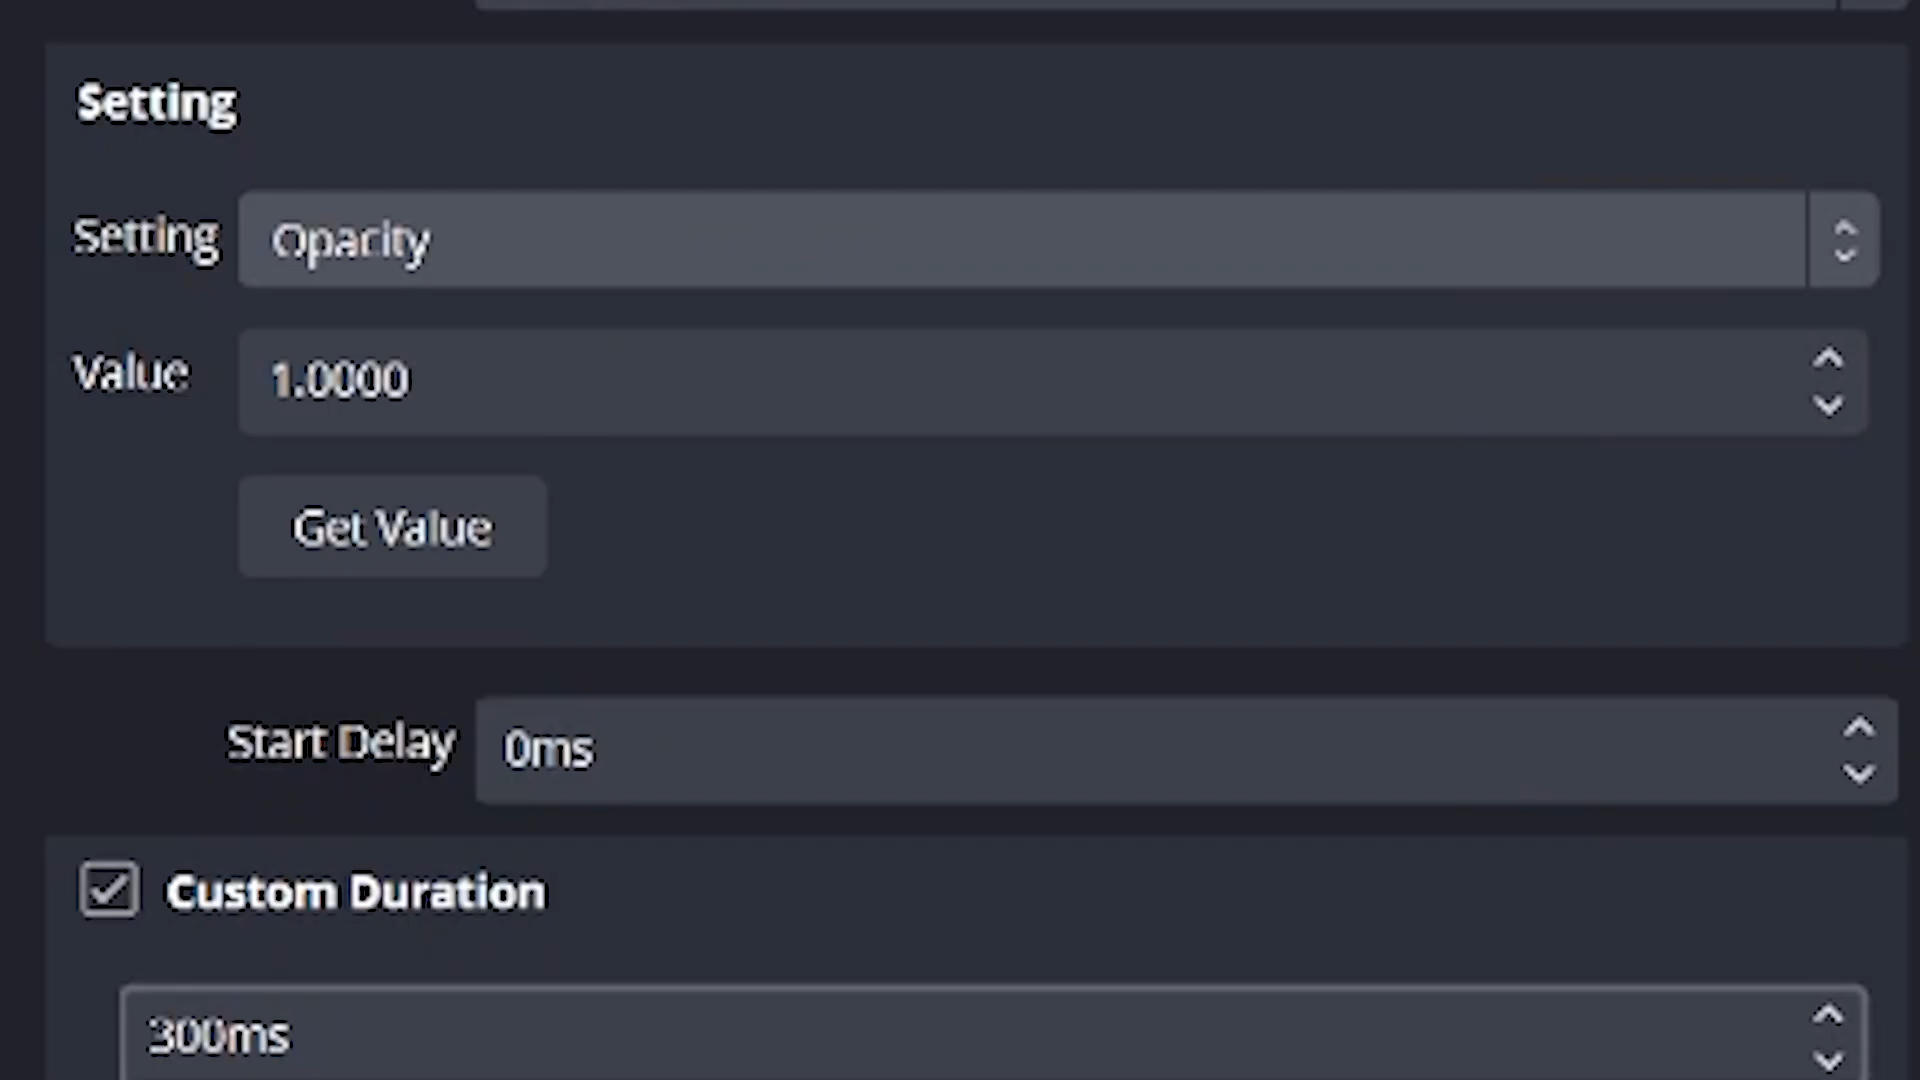 Setting
Setting Opacity
Value 1.0000
Get Value
Start Delay 0ms
Custom Duration
300ms